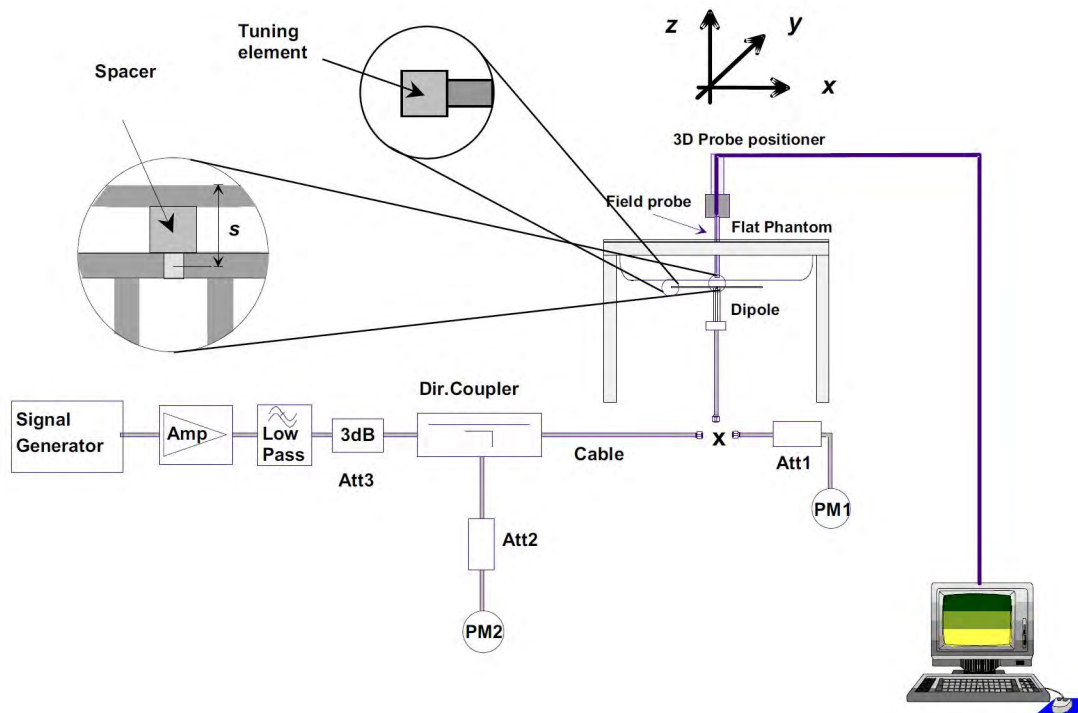 Tuning
element
Spacer
z
y
x
3D Probe positioner
Field probe
Flat Phantom
s
Dipole
Dir.Coupler
Signal
Generator
Amp
Low
Pass
3dB
Att3
Cable
x
Att1
PM1
Att2
PM2